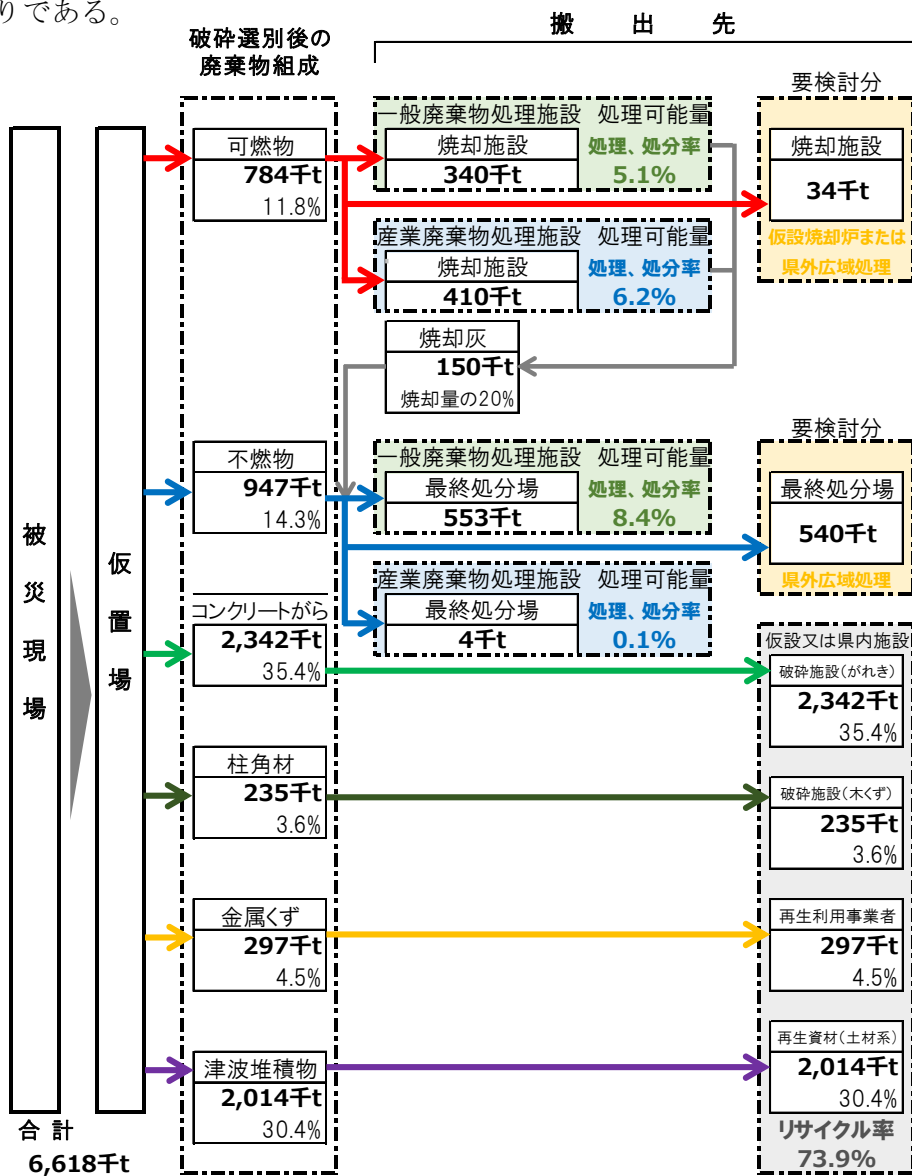 りである。
搬出先
破砕選別後の
廃棄物組成
要検討分
一般廃棄物処理施設 処理可能量
可燃物
784千t
11.8%
焼却施設
340千t
処理、処分率
5.1%
焼却施設
34千t
仮設焼却炉または
県外広域処理
産業廃棄物処理施設 処理可能量
焼却施設
410千t
処理、処分率
6.2%
焼却灰
150千t
焼却量の20%
要検討分
不燃物
947千t
14.3%
一般廃棄物処理施設 処理可能量
最終処分場
553千t
処理、処分率
8.4%
最終処分場
540千t
県外広域処理
産業廃棄物処理施設 処理可能量
最終処分場
4千t
処理、処分率
0.1%
被災現場
仮置場
コンクリートがら
2,342千t
35.4%
仮設又は県内施設
破砕施設(がれき)
2,342千t
35.4%
柱角材
235千t
3.6%
破砕施設(木くず)
235千t
3.6%
金属くず
297千t
4.5%
再生利用事業者
297千t
4.5%
津波堆積物
2,014千t
30.4%
再生資材(土材系)
2,014千t
30.4%
リサイクル率
73.9%
合計
6,618千t